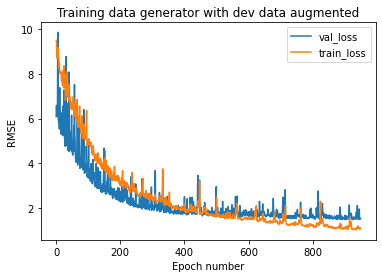 Training data generator with dev data augmented
val_loss
train_loss
10
8
6
4
2
RMSE
0
200
400
600
800
Epoch number